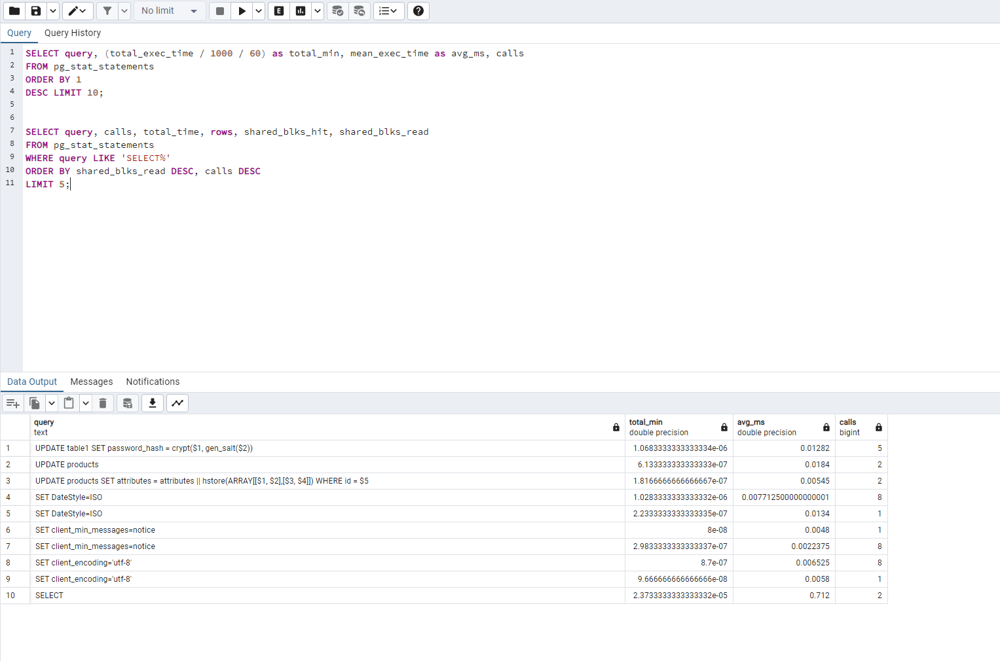 No limit
E
Query Query History
1 SELECT query, (total_exec_time / 1000 / 60) as total_min, mean_exec_time as avg_ms, calls
2 FROM pg_stat_statements
3 ORDER BY 1
4 DESC LIMIT 10;
5
6
7 SELECT query, calls, total_time, rows, shared_blks_hit, shared_blks_read
8 FROM pg_stat_statements
9 WHERE query LIKE 'SELECT%'
10 ORDER BY shared_blks_read DESC, calls DESC
11 LIMIT 5;
Data Output Messages Notifications
query total_min avg_ms calls
text double precision double precision bigint
1 UPDATE table1 SET password_hash = crypt($1, gen_salt($2)) 1.0683333333333334e-06 0.01282 5
2 UPDATE products 6.133333333333333e-07 0.0184 2
3 UPDATE products SET attributes = attributes || hstore(ARRAY[[$1, $2],[$3, $4]]) WHERE id = $5 1.8166666666666667e-07 0.00545 2
4 SET DateStyle=ISO 1.0283333333333332e-06 0.007712500000000001 8
5 SET DateStyle=ISO 2.2333333333333335e-07 0.0134 1
6 SET client_min_messages=notice 8e-08 0.0048 1
7 SET client_min_messages=notice 2.9833333333333337e-07 0.0022375 8
8 SET client_encoding='utf-8' 8.7e-07 0.006525 8
9 SET client_encoding='utf-8' 9.666666666666666e-08 0.0058 1
10 SELECT 2.3733333333333332e-05 0.712 2